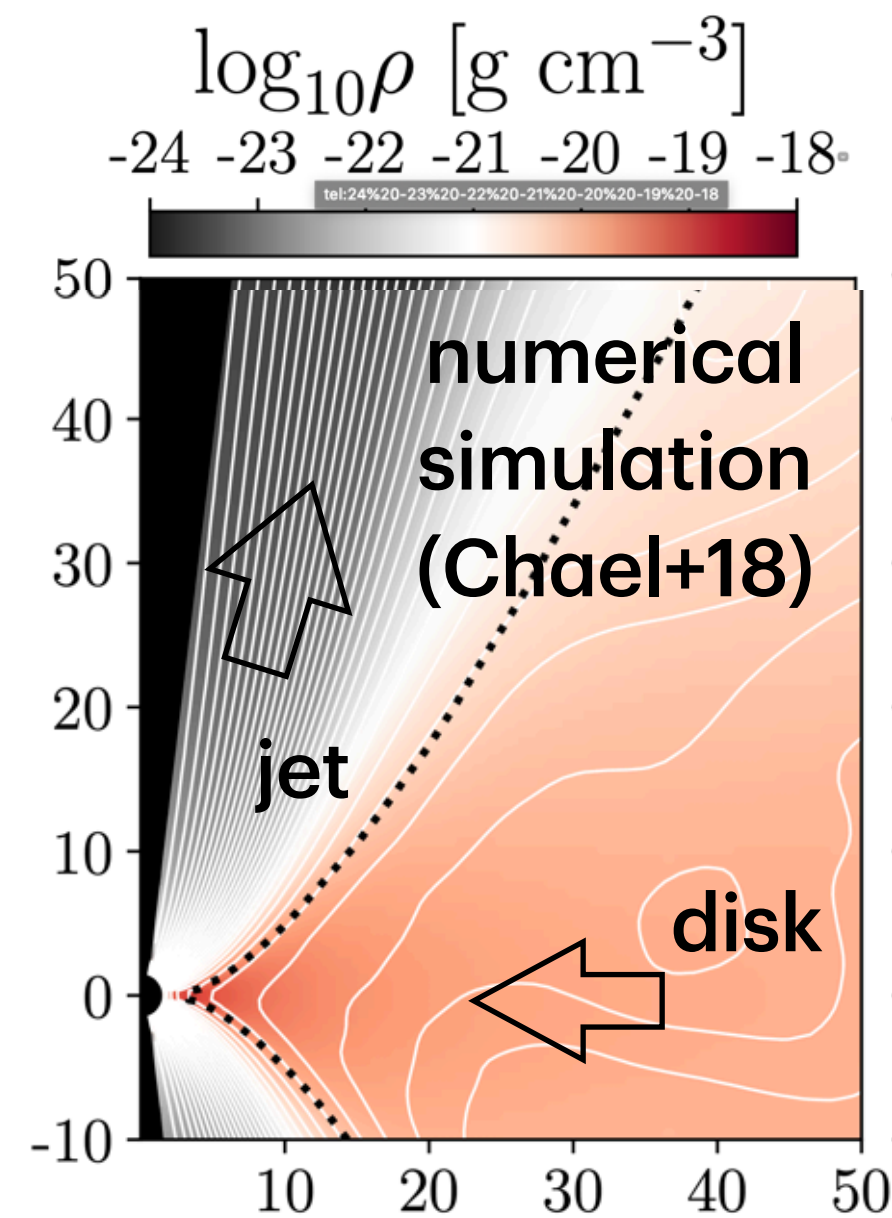 log₁₀ρ [g cm⁻³]
-24 -23 -22 -21 -20 -19 -18
tel:24%20-23%20-22%20-21%20-20%20-19%20-18
50
numerical
simulation
(Chael+18)
40
30
20
jet
10
disk
0
-10
10 20 30 40 50